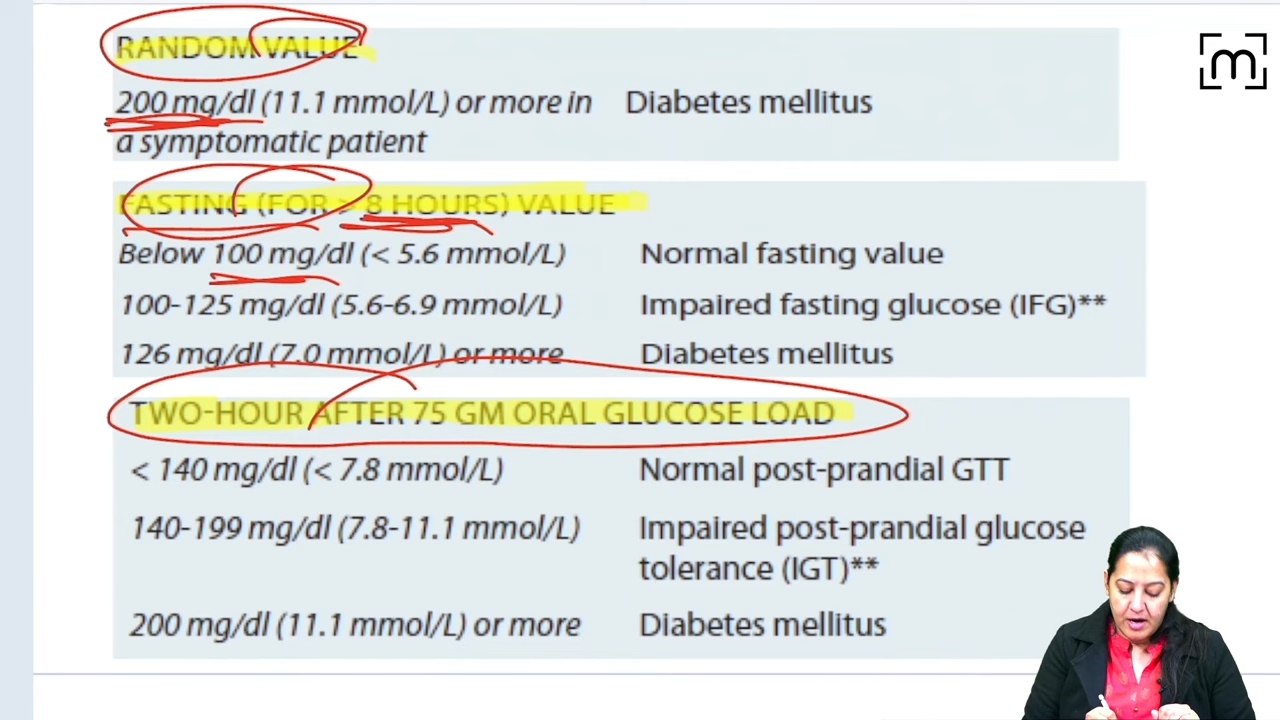 RANDOM VALUE
200 mg/dl (11.1 mmol/L) or more in Diabetes mellitus
a symptomatic patient
FASTING (FOR > 8 HOURS) VALUE
Below 100 mg/dl (< 5.6 mmol/L) Normal fasting value
100-125 mg/dl (5.6-6.9 mmol/L) Impaired fasting glucose (IFG)**
126 mg/dl (7.0 mmol/L) or more Diabetes mellitus
TWO-HOUR AFTER 75 GM ORAL GLUCOSE LOAD
< 140 mg/dl (< 7.8 mmol/L) Normal post-prandial GTT
140-199 mg/dl (7.8-11.1 mmol/L) Impaired post-prandial glucose
tolerance (IGT)**
200 mg/dl (11.1 mmol/L) or more Diabetes mellitus
m